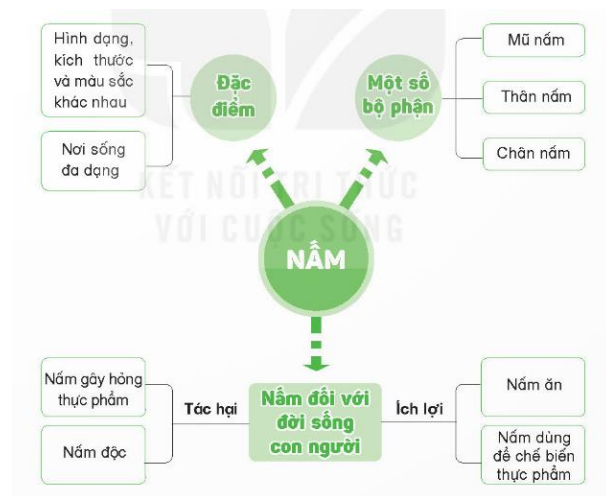 Hình dạng,
kích thước
và màu sắc
khác nhau
Nơi sống
đa dạng
Đặc
điểm
Một số
bộ phận
Mũ nấm
Thân nấm
Chân nấm
KẾT NỐI TRI THỨC
VỚI CUỘC SỐNG
NẤM
Nấm gây hỏng
thực phẩm
Nấm độc
Tác hại
Nấm đối với
đời sống
con người
Ích lợi
Nấm ăn
Nấm dùng
để chế biến
thực phẩm